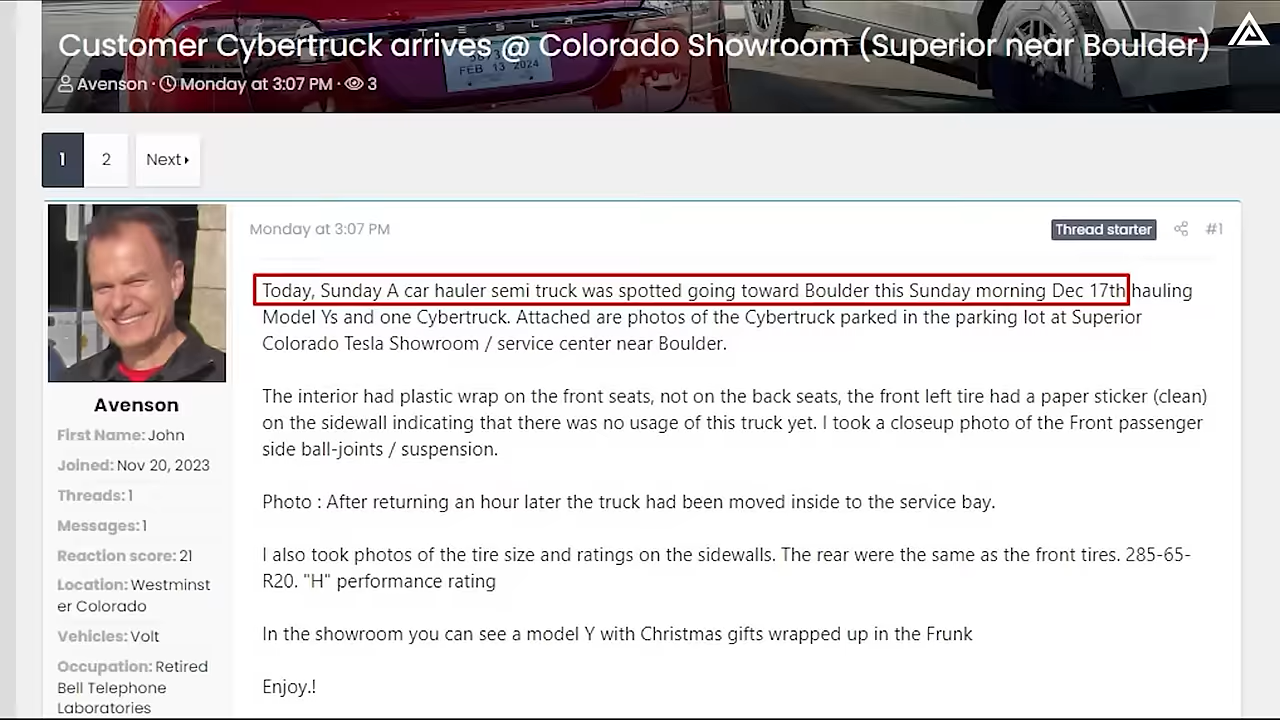 TESLA
FEB 13 2024
Customer Cybertruck arrives @ Colorado Showroom (Superior near Boulder)
Avenson · Monday at 3:07 PM · 3
1 2 Next
Monday at 3:07 PM Thread starter #1
Today, Sunday A car hauler semi truck was spotted going toward Boulder this Sunday morning Dec 17th hauling
Model Ys and one Cybertruck. Attached are photos of the Cybertruck parked in the parking lot at Superior
Colorado Tesla Showroom / service center near Boulder.
The interior had plastic wrap on the front seats, not on the back seats, the front left tire had a paper sticker (clean)
on the sidewall indicating that there was no usage of this truck yet. I took a closeup photo of the Front passenger
side ball-joints / suspension.
Photo : After returning an hour later the truck had been moved inside to the service bay.
I also took photos of the tire size and ratings on the sidewalls. The rear were the same as the front tires. 285-65-
R20. "H" performance rating
In the showroom you can see a model Y with Christmas gifts wrapped up in the Frunk
Enjoy.!
Avenson
First Name: John
Joined: Nov 20, 2023
Threads: 1
Messages: 1
Reaction score: 21
Location: Westminst
er Colorado
Vehicles: Volt
Occupation: Retired
Bell Telephone
Laboratories